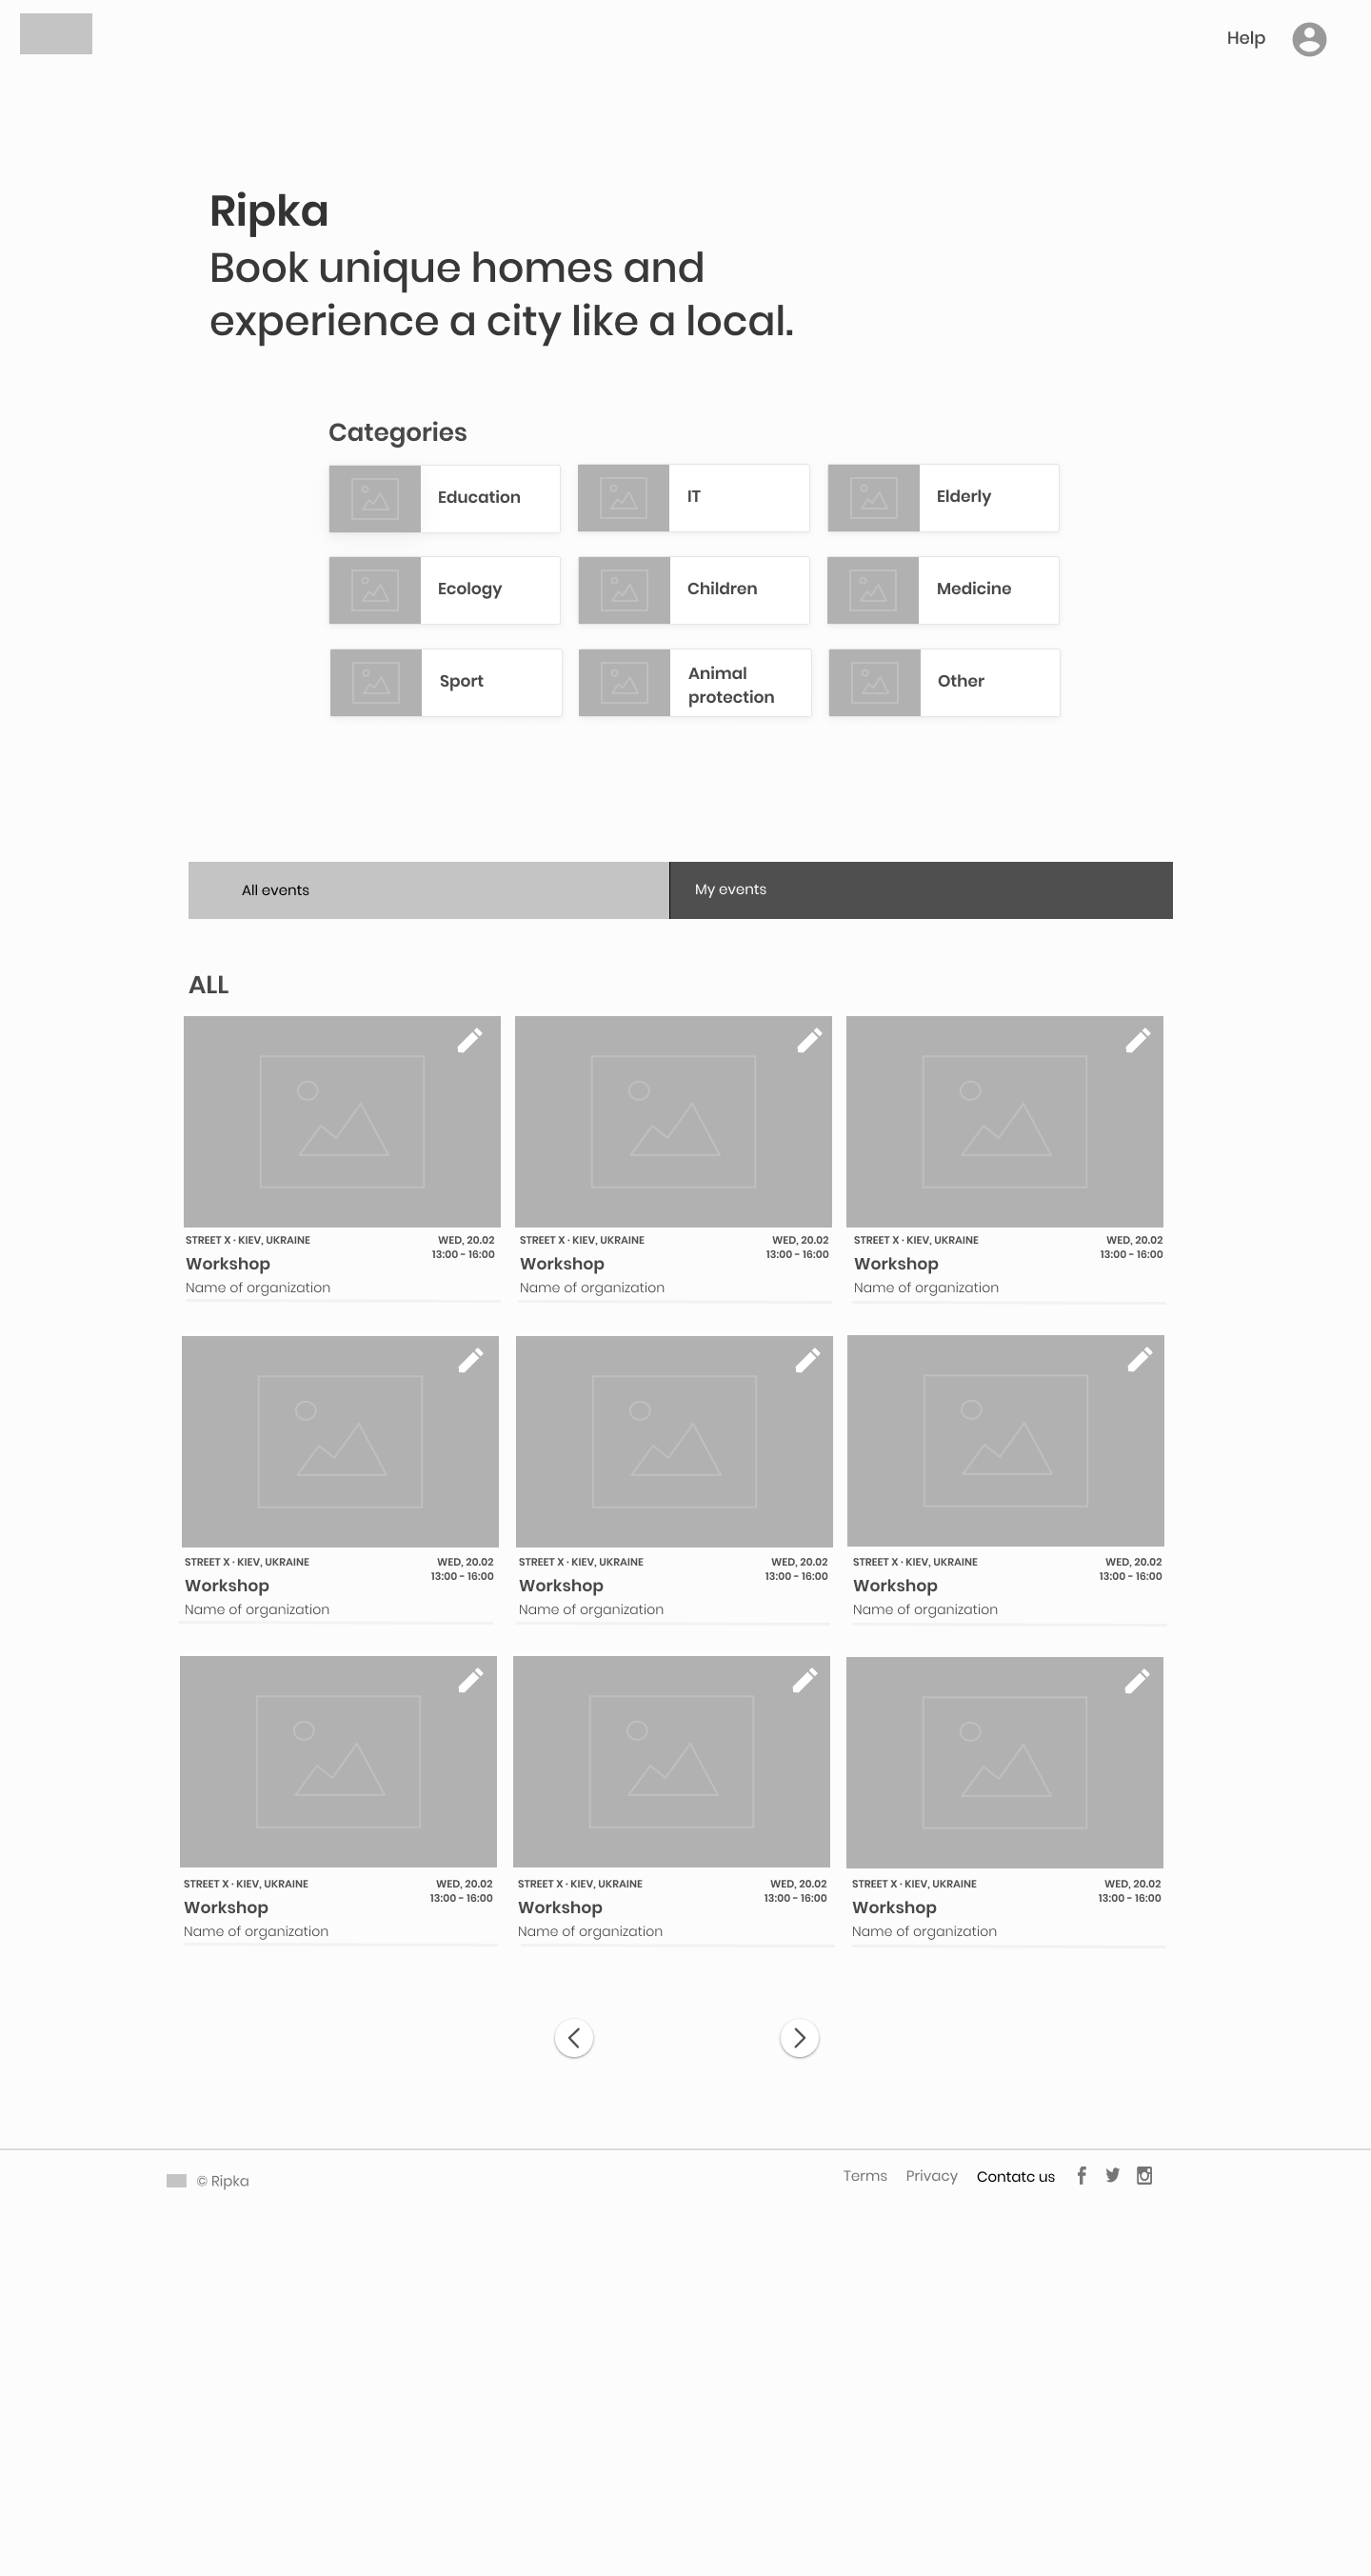 Help
Ripka
Book unique homes and
experience a city like a local.
Categories
Education
IT
Elderly
Ecology
Children
Medicine
Sport
Animal
protection
Other
All events
My events
ALL
STREET X · KIEV, UKRAINE
WED, 20.02
13:00 - 16:00
Workshop
Name of organization
STREET X · KIEV, UKRAINE
WED, 20.02
13:00 - 16:00
Workshop
Name of organization
STREET X · KIEV, UKRAINE
WED, 20.02
13:00 - 16:00
Workshop
Name of organization
STREET X · KIEV, UKRAINE
WED, 20.02
13:00 - 16:00
Workshop
Name of organization
STREET X · KIEV, UKRAINE
WED, 20.02
13:00 - 16:00
Workshop
Name of organization
STREET X · KIEV, UKRAINE
WED, 20.02
13:00 - 16:00
Workshop
Name of organization
STREET X · KIEV, UKRAINE
WED, 20.02
13:00 - 16:00
Workshop
Name of organization
STREET X · KIEV, UKRAINE
WED, 20.02
13:00 - 16:00
Workshop
Name of organization
STREET X · KIEV, UKRAINE
WED, 20.02
13:00 - 16:00
Workshop
Name of organization
© Ripka
Terms
Privacy
Contatc us